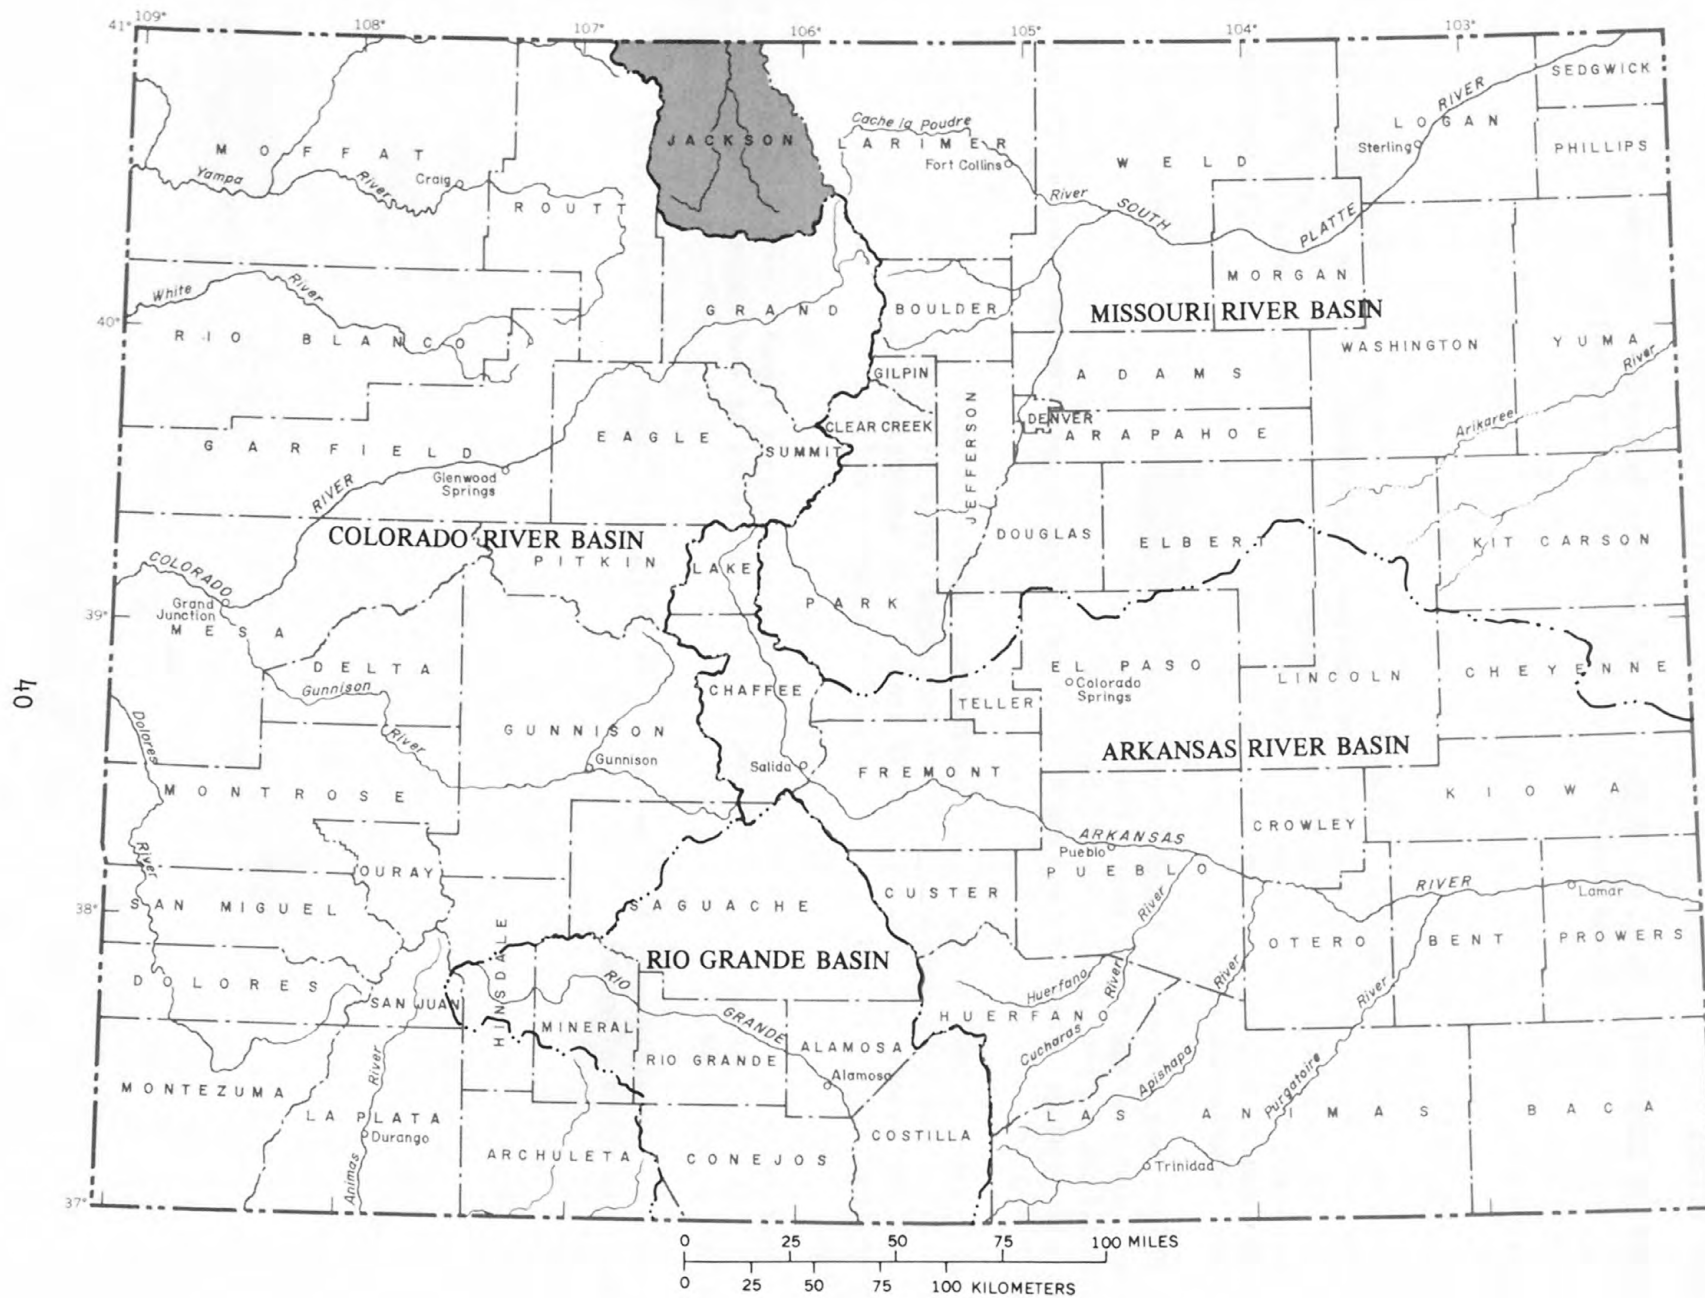 41°
109°
108°
107°
106°
105°
104°
103°
SEDGWICK
RIVER
LOGAN
Sterling
PHILLIPS
JACKSON
Cache la Poudre
LARIMER
Fort Collins
WELD
MOFFAT
Yampa
River
Craig
ROUTT
River
SOUTH
PLATTE
MORGAN
White
River
GRAND
BOULDER
MISSOURI RIVER BASIN
40°
RIO BLANCO
WASHINGTON
YUMA
River
GILPIN
ADAMS
Arikaree
DENVER
CLEAR CREEK
ARAPAHOE
EAGLE
SUMMIT
JEFFERSON
GARFIELD
Glenwood
Springs
RIVER
COLORADO RIVER BASIN
PITKIN
LAKE
DOUGLAS
ELBERT
KIT CARSON
COLORADO
Grand
Junction
39°
MESA
PARK
DELTA
Gunnison
River
EL PASO
Colorado
Springs
LINCOLN
CHEYENNE
CHAFFEE
TELLER
40
Dolores
River
GUNNISON
Gunnison
Salida
FREMONT
ARKANSAS RIVER BASIN
MONTROSE
KIOWA
CROWLEY
ARKANSAS
Pueblo
PUEBLO
RIVER
Lamar
OURAY
SAN MIGUEL
38°
SAGUACHE
CUSTER
River
HINSDALE
RIO GRANDE BASIN
OTERO
BENT
PROWERS
DOLORES
SAN JUAN
RIO
GRANDE
Huerfano
River
River
River
HUERFANO
MINERAL
RIO GRANDE
ALAMOSA
Alamosa
Cucharas
Apishapa
Purgatoire
MONTEZUMA
River
LA PLATA
Durango
Animas
LAS ANIMAS
BACA
ARCHULETA
CONEJOS
COSTILLA
Trinidad
37°
0 25 50 75 100 MILES
0 25 50 75 100 KILOMETERS